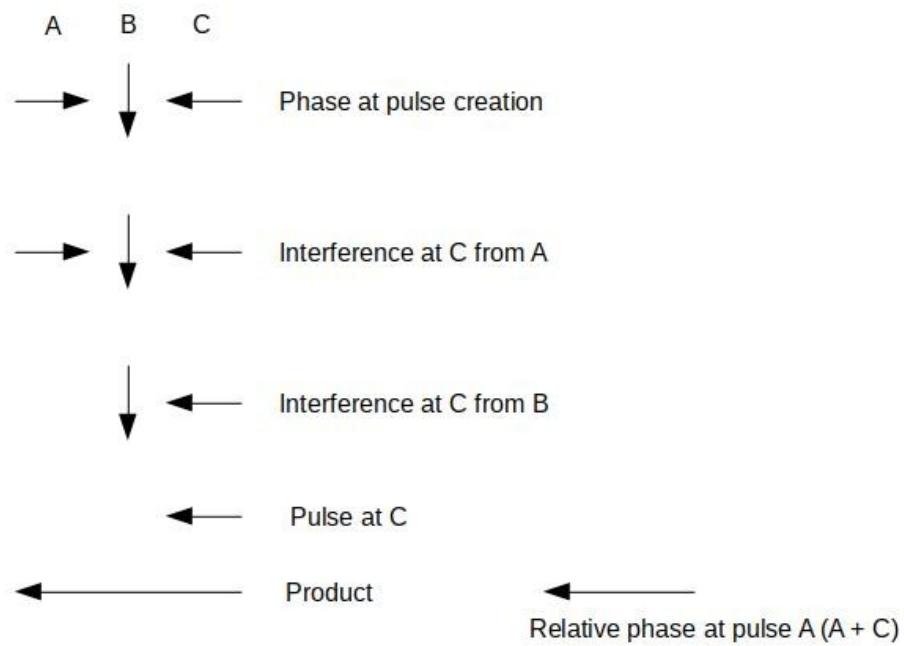 A B C
Phase at pulse creation
Interference at C from A
Interference at C from B
Pulse at C
Product
Relative phase at pulse A (A + C)